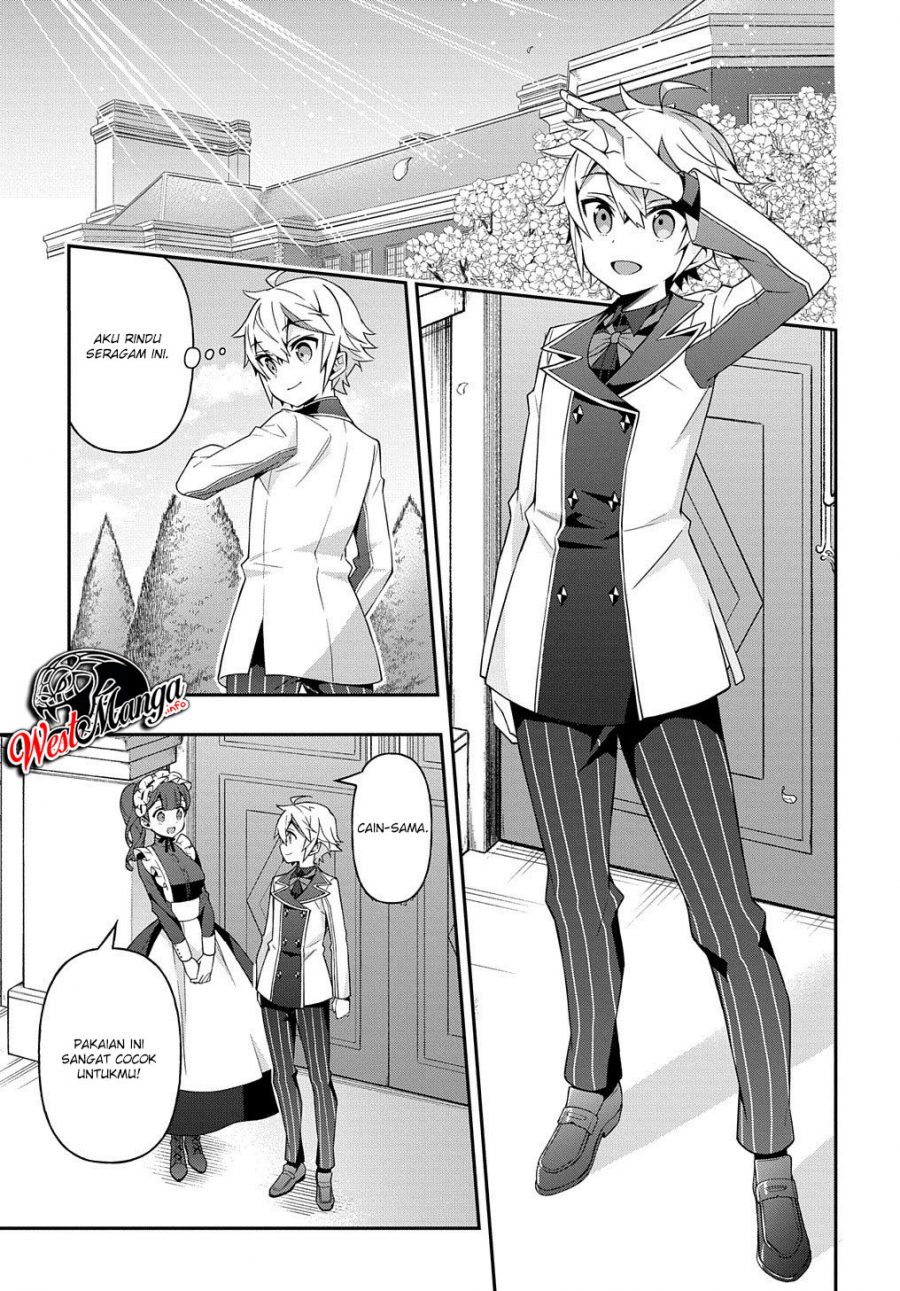 AKU RINDU
SERAGAM INI.
WestManga
.info
CAIN-SAMA.
PAKAIAN INI
SANGAT COCOK
UNTUKMU!